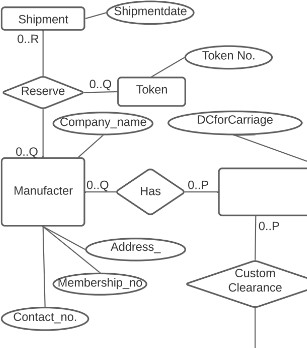 Shipment
Shipmentdate
0..R
Token No.
Reserve
0..Q
Token
Company_name
DCforCarriage
0..Q
Manufacter
0..Q
Has
0..P
0..P
Address_
Custom
Clearance
Membership_no
Contact_no.